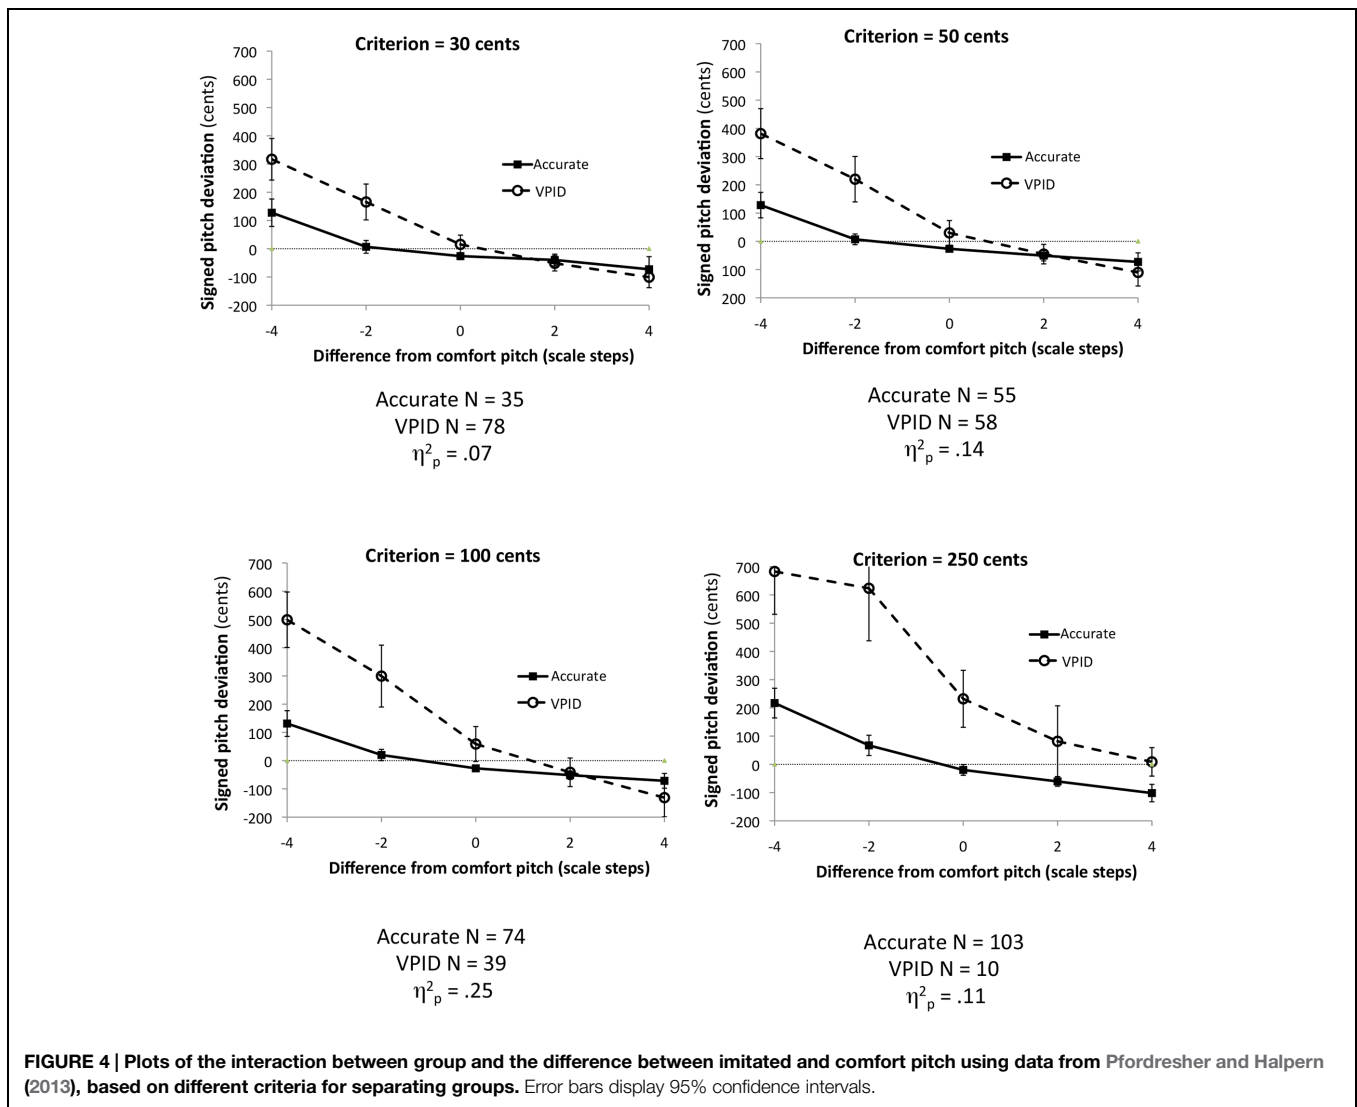 Criterion = 30 cents
Signed pitch deviation (cents)
700
600
500
400
300
200
100
0
-100
-200
-4
-2
0
2
4
Accurate
VPID
Difference from comfort pitch (scale steps)
Accurate N = 35
VPID N = 78
η²p = .07
Criterion = 50 cents
Signed pitch deviation (cents)
700
600
500
400
300
200
100
0
100
200
-4
-2
0
2
4
Accurate
VPID
Difference from comfort pitch (scale steps)
Accurate N = 55
VPID N = 58
η²p = .14
Criterion = 100 cents
Signed pitch deviation (cents)
700
600
500
400
300
200
100
0
-100
-200
-4
-2
0
2
4
Accurate
VPID
Difference from comfort pitch (scale steps)
Accurate N = 74
VPID N = 39
η²p = .25
Criterion = 250 cents
Signed pitch deviation (cents)
700
600
500
400
300
200
100
0
-100
-200
-4
-2
0
2
4
Accurate
VPID
Difference from comfort pitch (scale steps)
Accurate N = 103
VPID N = 10
η²p = .11
FIGURE 4 | Plots of the interaction between group and the difference between imitated and comfort pitch using data from Pfordresher and Halpern
(2013), based on different criteria for separating groups. Error bars display 95% confidence intervals.